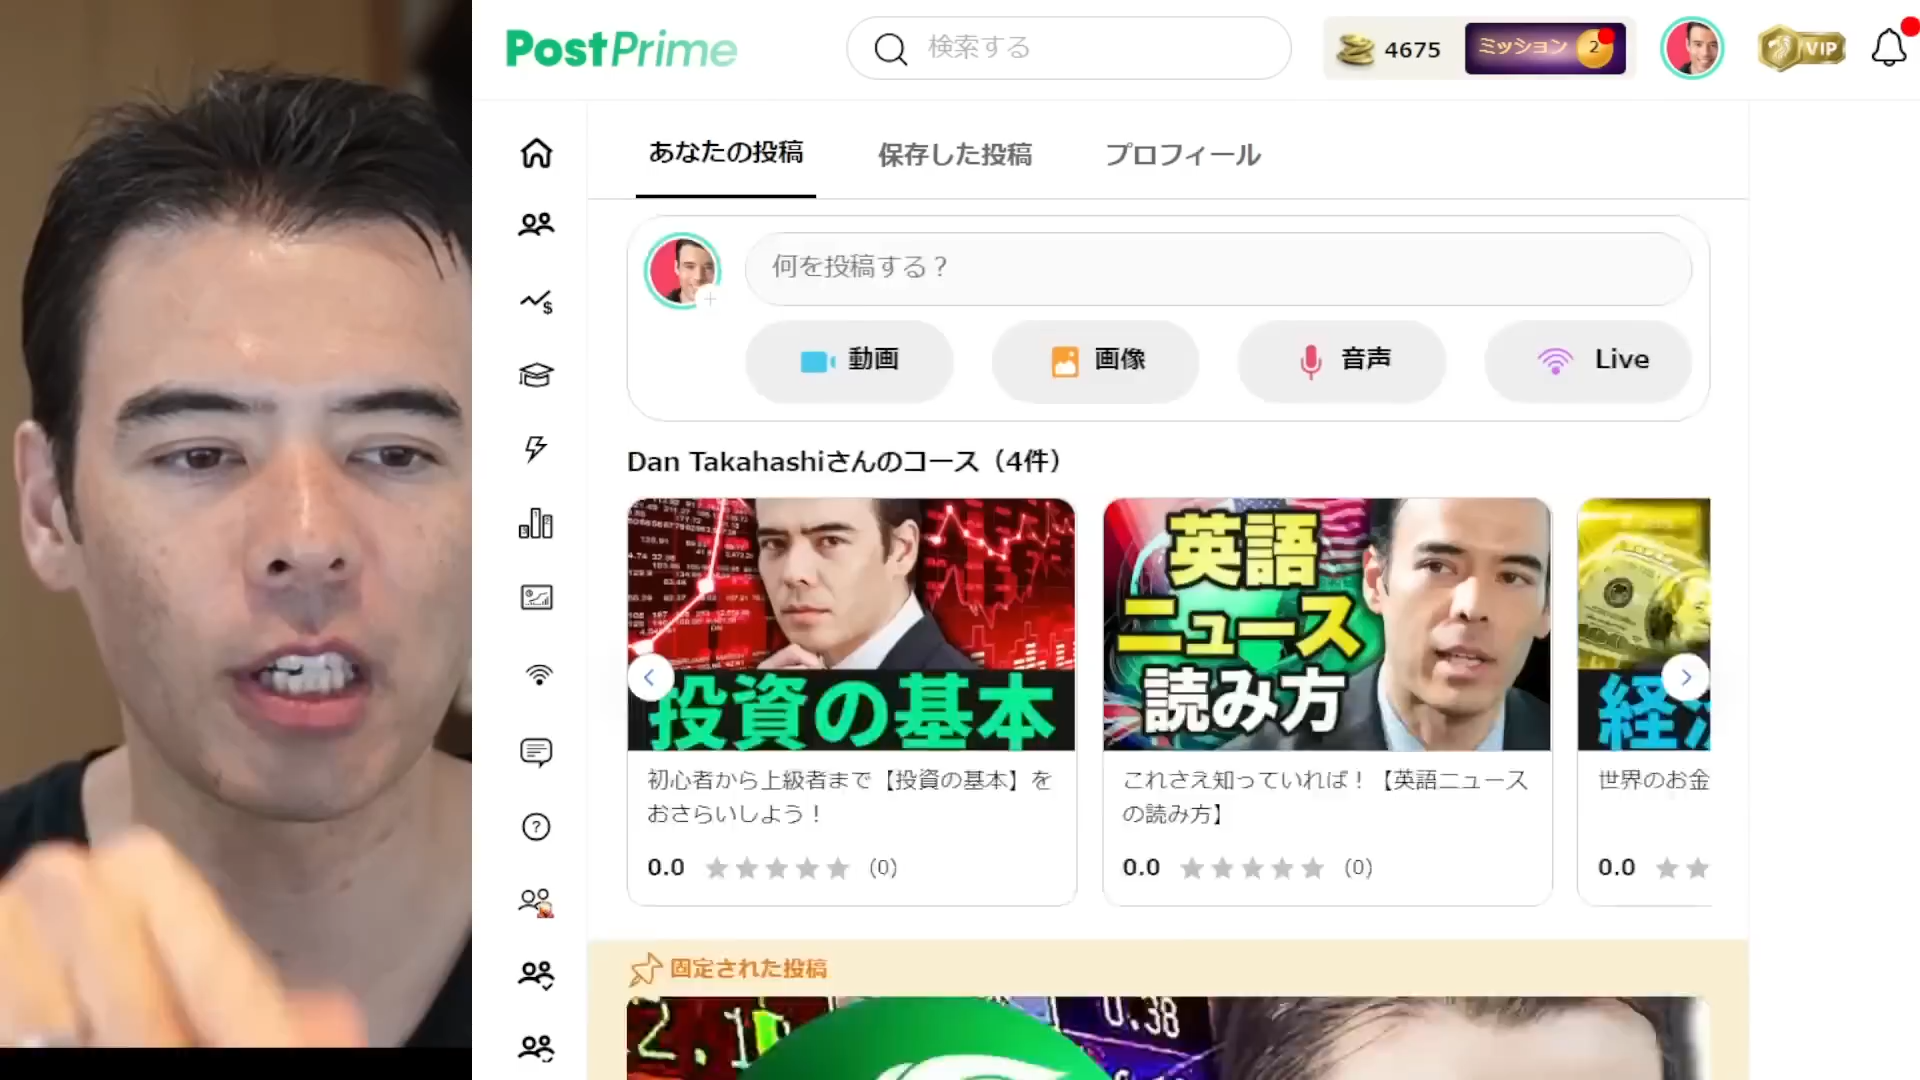 PostPrime
検索する
4675
ミッション
2
VIP
あなたの投稿
保存した投稿
プロフィール
何を投稿する？
動画
画像
音声
Live
Dan Takahashiさんのコース（4件）
投資の基本
英語
ニュース
読み方
経
初心者から上級者まで【投資の基本】を
おさらいしよう！
これさえ知っていれば！【英語ニュース
の読み方】
世界のお金
0.0
(0)
0.0
(0)
0.0
固定された投稿
0.38